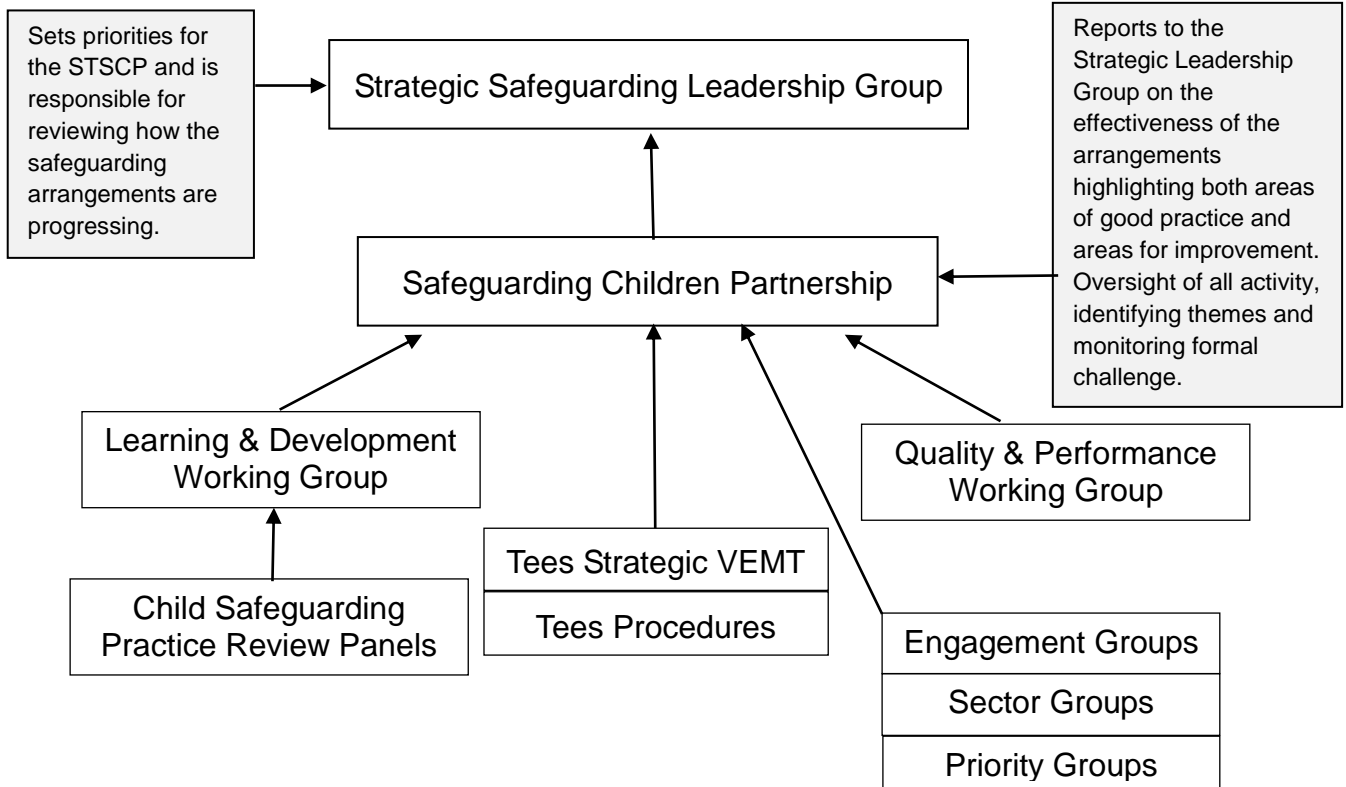 Sets priorities for
the STSCP and is
responsible for
reviewing how the
safeguarding
arrangements are
progressing.
Strategic Safeguarding Leadership Group
Reports to the
Strategic Leadership
Group on the
effectiveness of the
arrangements
highlighting both areas
of good practice and
areas for improvement.
Oversight of all activity,
identifying themes and
monitoring formal
challenge.
Safeguarding Children Partnership
Learning & Development
Working Group
Quality & Performance
Working Group
Child Safeguarding
Practice Review Panels
Tees Strategic VEMT
Tees Procedures
Engagement Groups
Sector Groups
Priority Groups